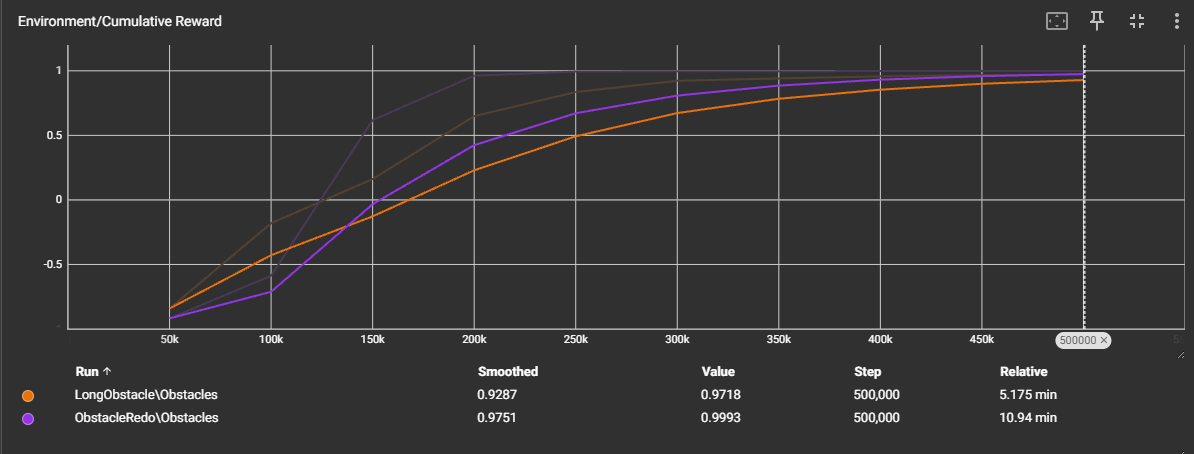 Environment/Cumulative Reward
1
0.5
0
-0.5
50k 100k 150k 200k 250k 300k 350k 400k 450k 500000 ×
Run ↑ Smoothed Value Step Relative
LongObstacle\Obstacles 0.9287 0.9718 500,000 5.175 min
ObstacleRedo\Obstacles 0.9751 0.9993 500,000 10.94 min